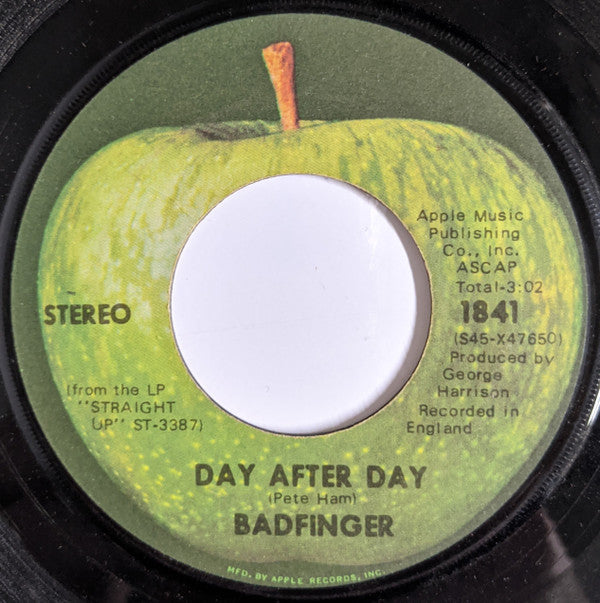 Apple Music
Publishing
Co., Inc.
ASCAP
Total-3:02
STEREO
1841
(S45-X47650)
Produced by
George
Harrison
Recorded in
England
(from the LP
"STRAIGHT
UP" ST-3387)
DAY AFTER DAY
(Pete Ham)
BADFINGER
MFD. BY APPLE RECORDS, INC.